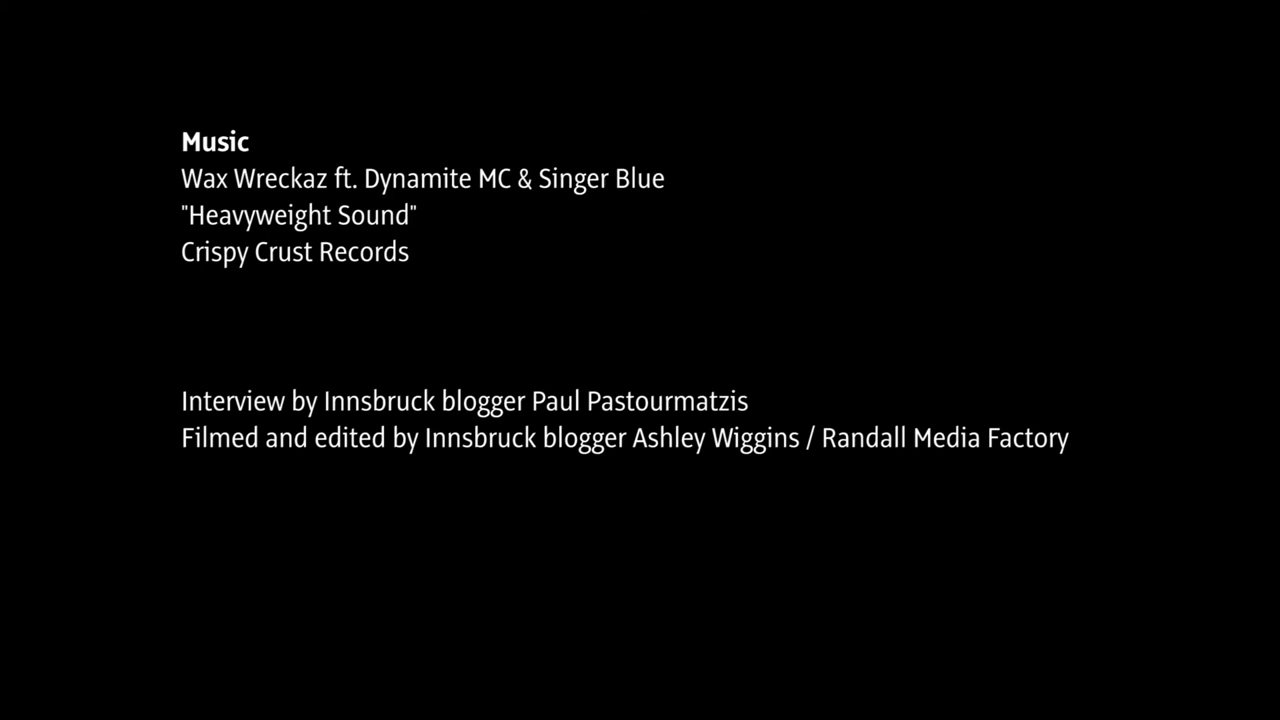 Music
Wax Wreckaz ft. Dynamite MC & Singer Blue
"Heavyweight Sound"
Crispy Crust Records
Interview by Innsbruck blogger Paul Pastourmatzis
Filmed and edited by Innsbruck blogger Ashley Wiggins / Randall Media Factory